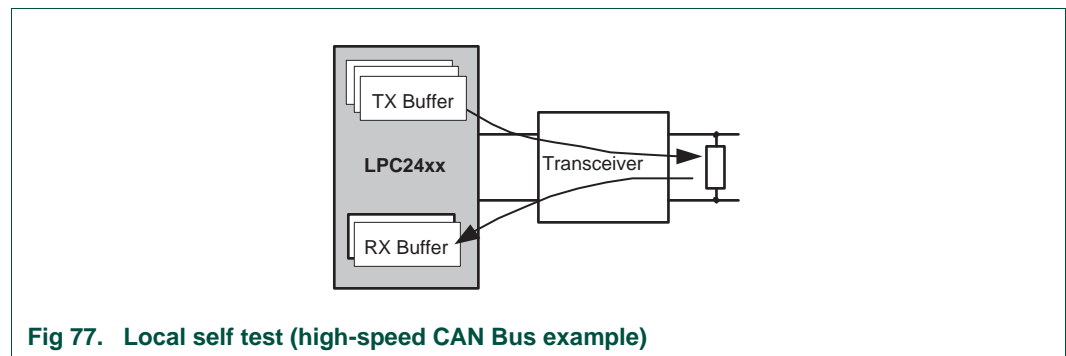 TX Buffer
LPC24xx
Transceiver
RX Buffer
Fig 77. Local self test (high-speed CAN Bus example)